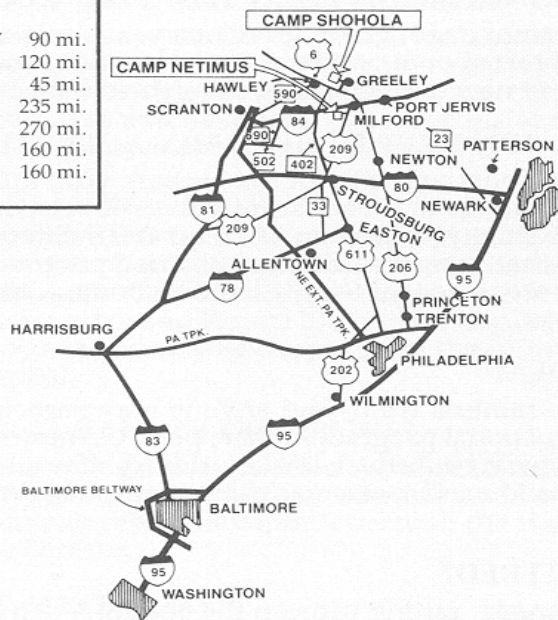 CAMP SHOHOLA
Y 90 mi.
120 mi.
45 mi.
235 mi.
270 mi.
160 mi.
160 mi.
6
CAMP NETIMUS
HAWLEY
GREELEY
590
SCRANTON
84
PORT JERVIS
MILFORD
590
502
402
209
23
PATTERSON
NEWTON
80
STROUDSBURG
NEWARK
81
209
33
EASTON
ALLENTOWN
611
206
95
78
NE EXT. PA TPK.
PRINCETON
TRENTON
HARRISBURG
PA TPK.
PHILADELPHIA
202
WILMINGTON
83
95
BALTIMORE BELTWAY
BALTIMORE
95
WASHINGTON